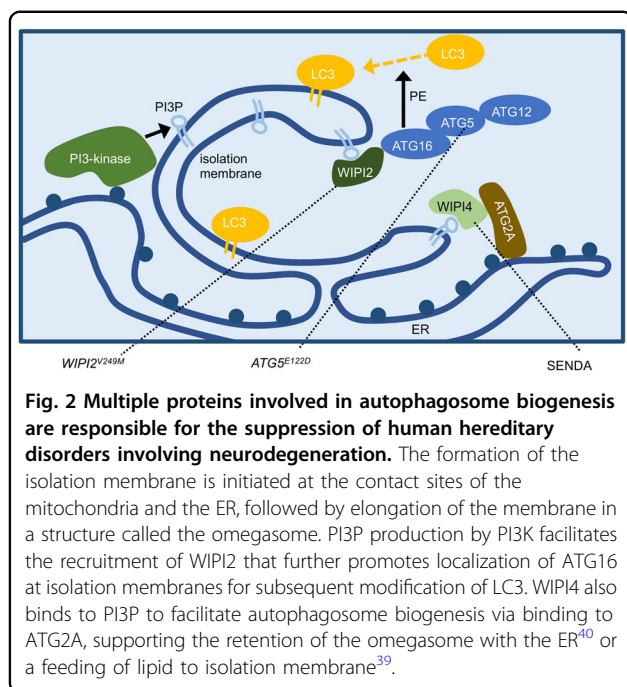 LC3
LC3
PI3P
PE
ATG12
ATG5
PI3-kinase
isolation
membrane
ATG16
WIPI2
WIPI4
LC3
ATG2A
ER
WIPI2V249M
ATG5E122D
SENDA
Fig. 2 Multiple proteins involved in autophagosome biogenesis
are responsible for the suppression of human hereditary
disorders involving neurodegeneration. The formation of the
isolation membrane is initiated at the contact sites of the
mitochondria and the ER, followed by elongation of the membrane in
a structure called the omegasome. PI3P production by PI3K facilitates
the recruitment of WIPI2 that further promotes localization of ATG16
at isolation membranes for subsequent modification of LC3. WIPI4 also
binds to PI3P to facilitate autophagosome biogenesis via binding to
ATG2A, supporting the retention of the omegasome with the ER40 or
a feeding of lipid to isolation membrane39.